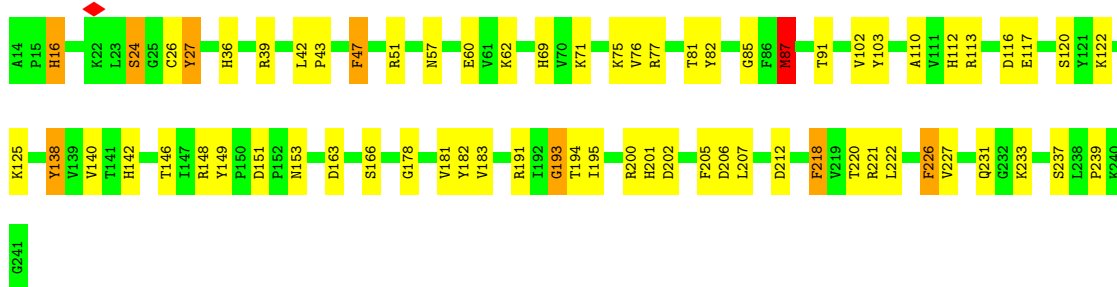 A14 P15 H16 K22 L23 S24 G25 C26 Y27 H36 R39 L42 P43 F47 R51 N57 E60 V61 K62 H69 V70 K71 K75 V76 R77 T81 Y82 G85 F86 M87 T91 V102 Y103 A110 V111 H112 R113 D116 E117 S120 Y121 K122
K125 Y138 V139 V140 T141 H142 T146 I147 R148 Y149 P150 D151 P152 N153 D163 S166 G178 V181 Y182 V183 R191 I192 G193 T194 I195 R200 H201 D202 F205 D206 L207 D212 F218 V219 T220 R221 L222 F226 V227 Q231 G232 K233 S237 L238 P239 K240
G241